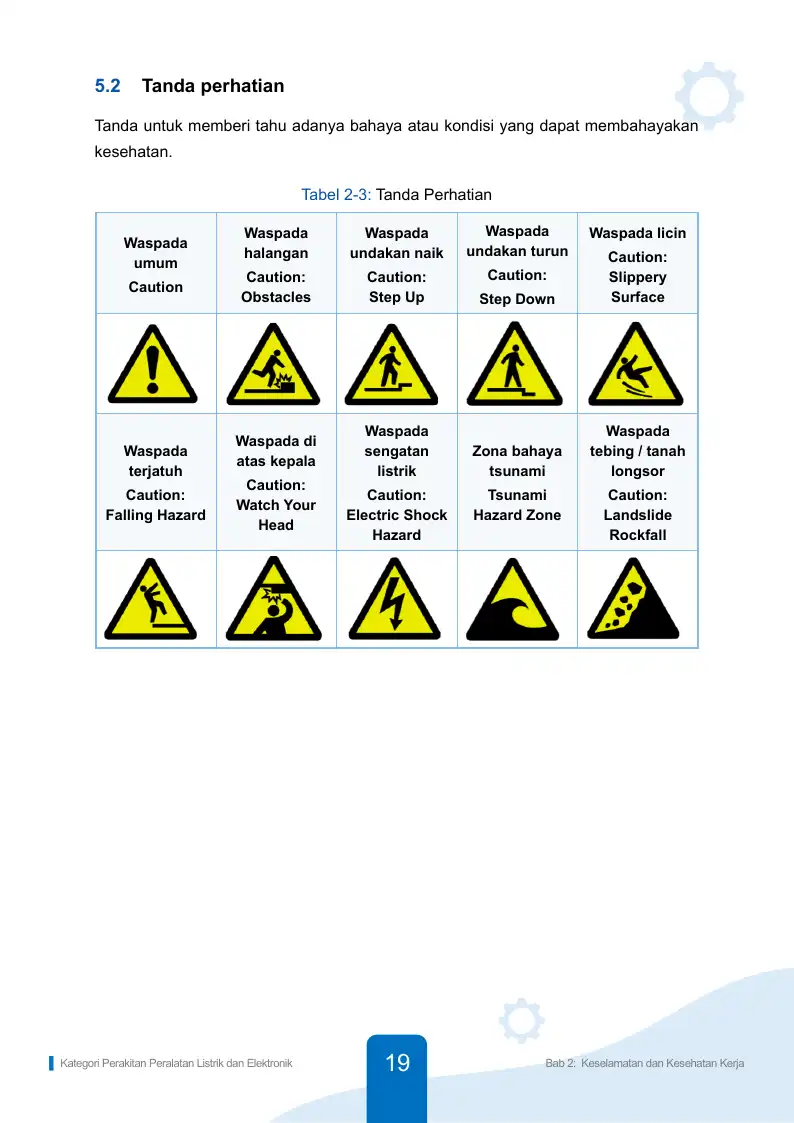 5.2 Tanda perhatian
Tanda untuk memberi tahu adanya bahaya atau kondisi yang dapat membahayakan
kesehatan.
Tabel 2-3: Tanda Perhatian
Waspada
umum
Caution
Waspada
halangan
Caution:
Obstacles
Waspada
undakan naik
Caution:
Step Up
Waspada
undakan turun
Caution:
Step Down
Waspada licin
Caution:
Slippery
Surface
Waspada
terjatuh
Caution:
Falling Hazard
Waspada di
atas kepala
Caution:
Watch Your
Head
Waspada
sengatan
listrik
Caution:
Electric Shock
Hazard
Zona bahaya
tsunami
Tsunami
Hazard Zone
Waspada
tebing / tanah
longsor
Caution:
Landslide
Rockfall
Kategori Perakitan Peralatan Listrik dan Elektronik
19
Bab 2: Keselamatan dan Kesehatan Kerja